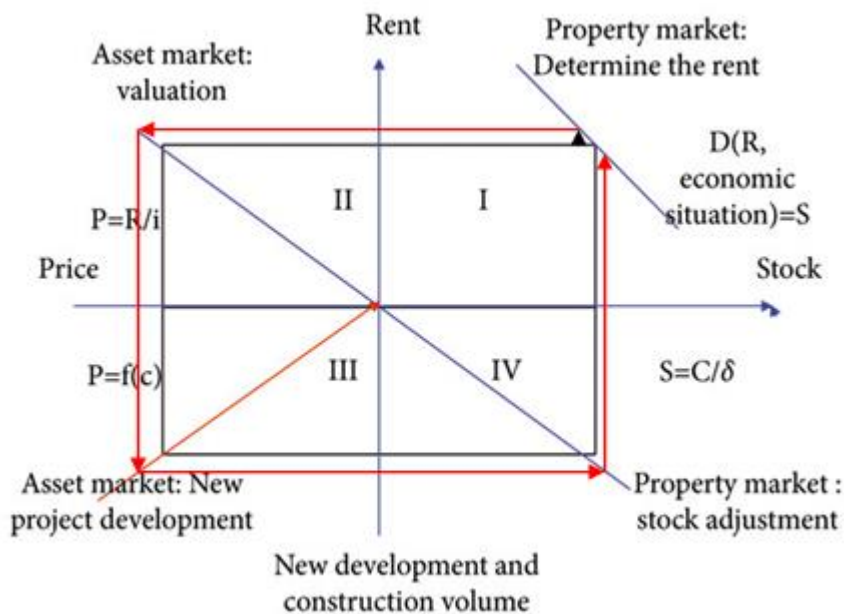 Rent
Asset market:
valuation
Property market:
Determine the rent
D(R,
economic
situation)=S
II
I
P=R/i
Price
Stock
P=f(c)
III
IV
S=C/δ
Asset market: New
project development
Property market :
stock adjustment
New development and
construction volume